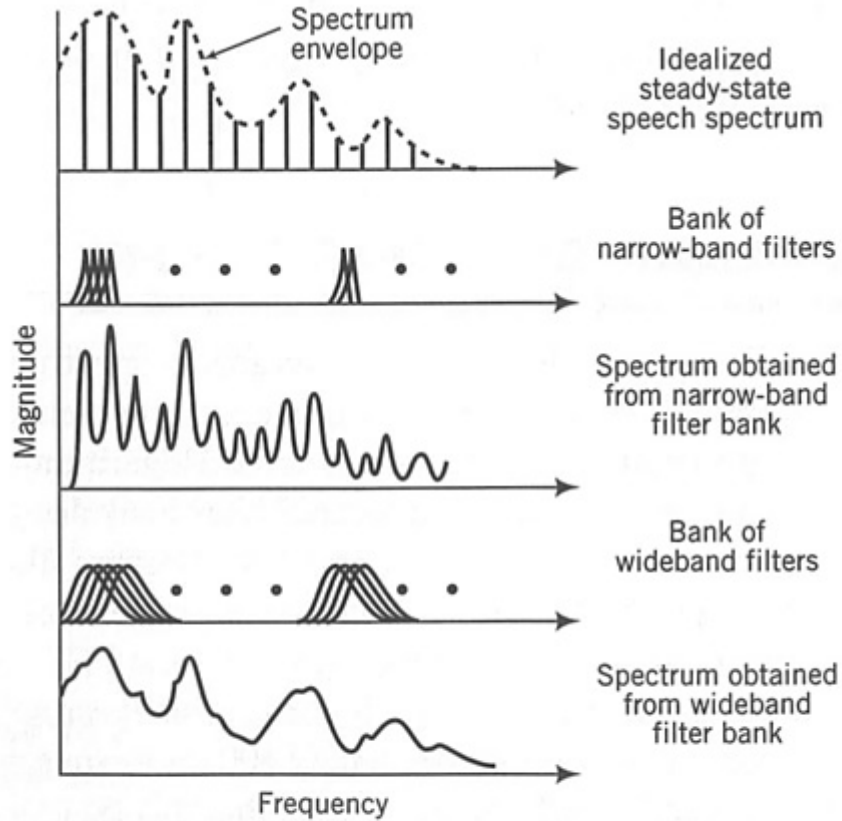 Spectrum
envelope
Idealized
steady-state
speech spectrum
Bank of
narrow-band filters
Magnitude
Spectrum obtained
from narrow-band
filter bank
Bank of
wideband filters
Spectrum obtained
from wideband
filter bank
Frequency